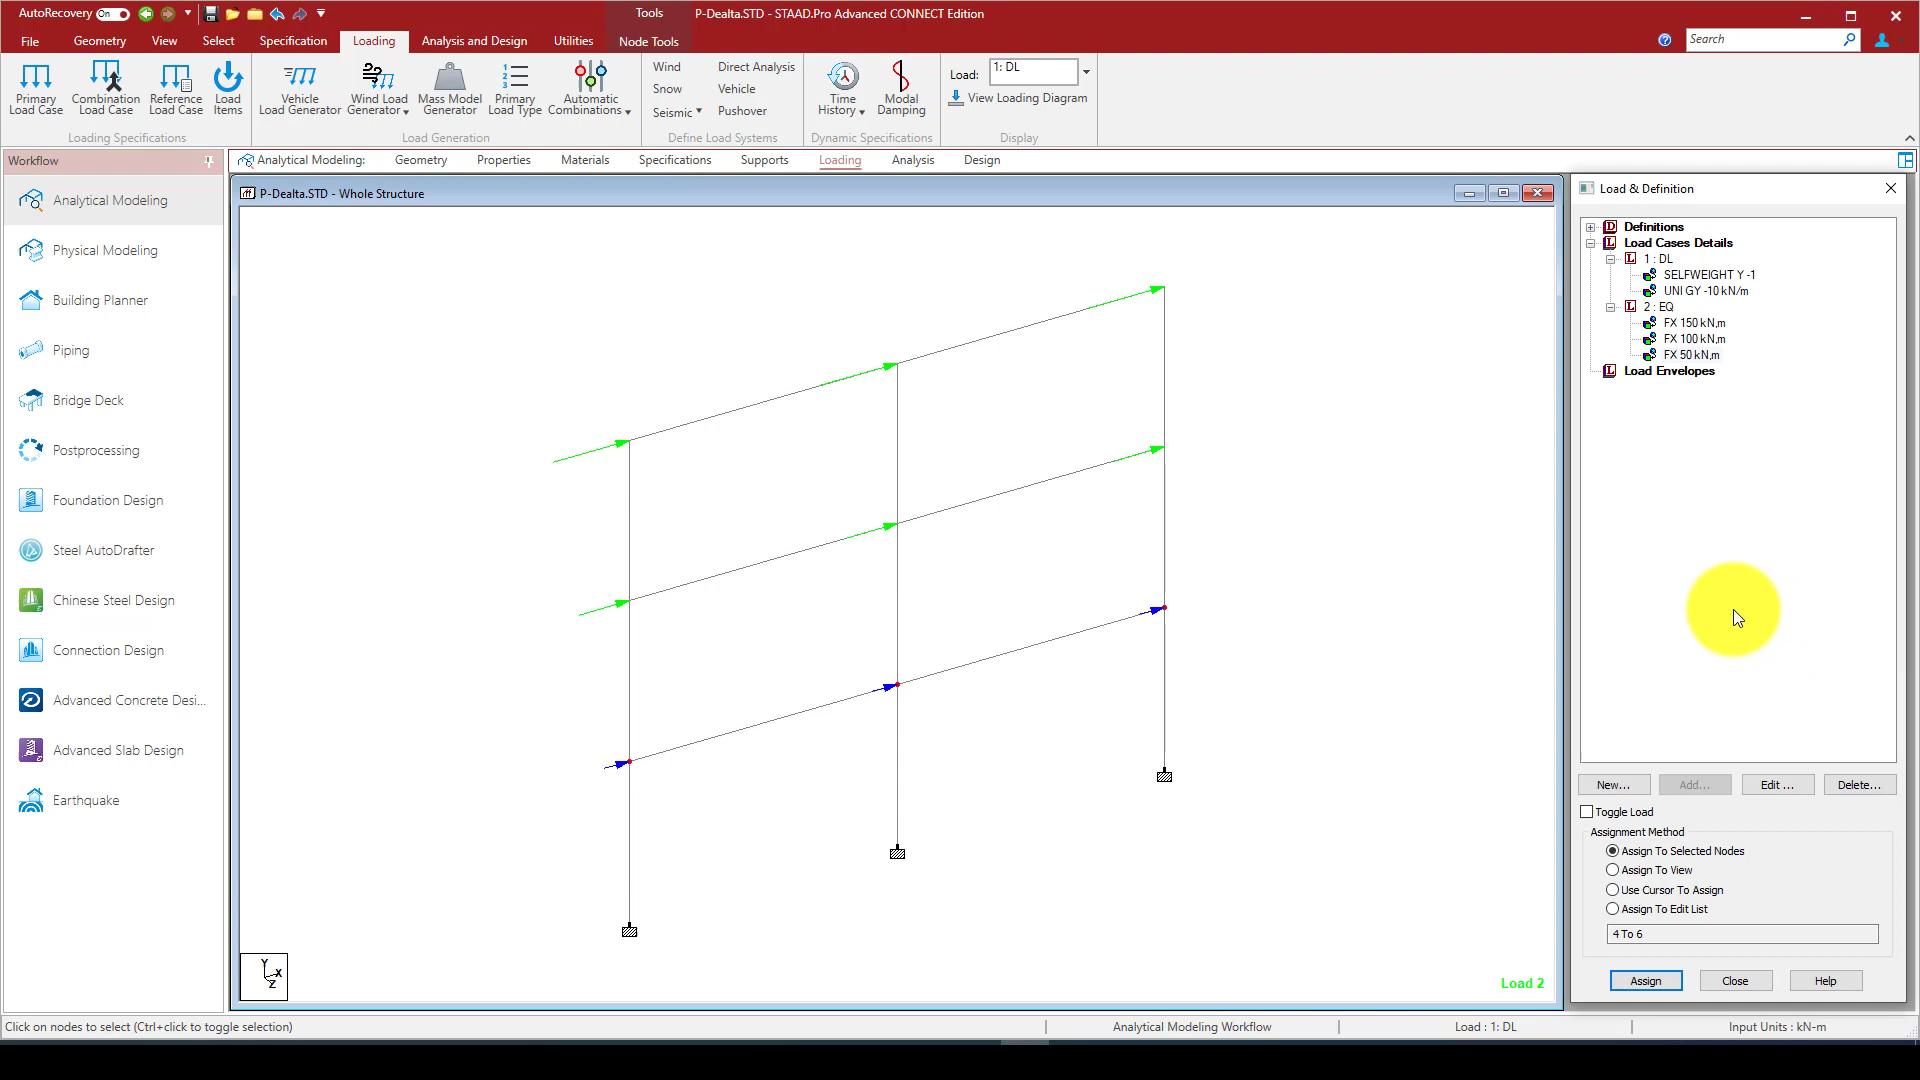 AutoRecovery On
Tools
P-Dealta.STD - STAAD.Pro Advanced CONNECT Edition
File Geometry View Select Specification Loading Analysis and Design Utilities Node Tools
Search
Primary Load Case
Combination Load Case
Reference Load Case
Load Items
Loading Specifications
Vehicle Load Generator
Wind Load Generator
Mass Model Generator
Primary Load Type
Automatic Combinations
Load Generation
Wind
Snow
Seismic
Direct Analysis
Vehicle
Pushover
Define Load Systems
Time History
Modal Damping
Dynamic Specifications
Load: 1: DL
View Loading Diagram
Display
Workflow
Analytical Modeling: Geometry Properties Materials Specifications Supports Loading Analysis Design
Analytical Modeling
Physical Modeling
Building Planner
Piping
Bridge Deck
Postprocessing
Foundation Design
Steel AutoDrafter
Chinese Steel Design
Connection Design
Advanced Concrete Desi...
Advanced Slab Design
Earthquake
P-Dealta.STD - Whole Structure
Y
X
Z
Load 2
Load & Definition
D Definitions
L Load Cases Details
L 1 : DL
SELFWEIGHT Y -1
UNI GY -10 kN/m
L 2 : EQ
FX 150 kN,m
FX 100 kN,m
FX 50 kN,m
L Load Envelopes
New... Add... Edit ... Delete...
Toggle Load
Assignment Method
Assign To Selected Nodes
Assign To View
Use Cursor To Assign
Assign To Edit List
4 To 6
Assign Close Help
Click on nodes to select (Ctrl+click to toggle selection)
Analytical Modeling Workflow
Load : 1: DL
Input Units : kN-m